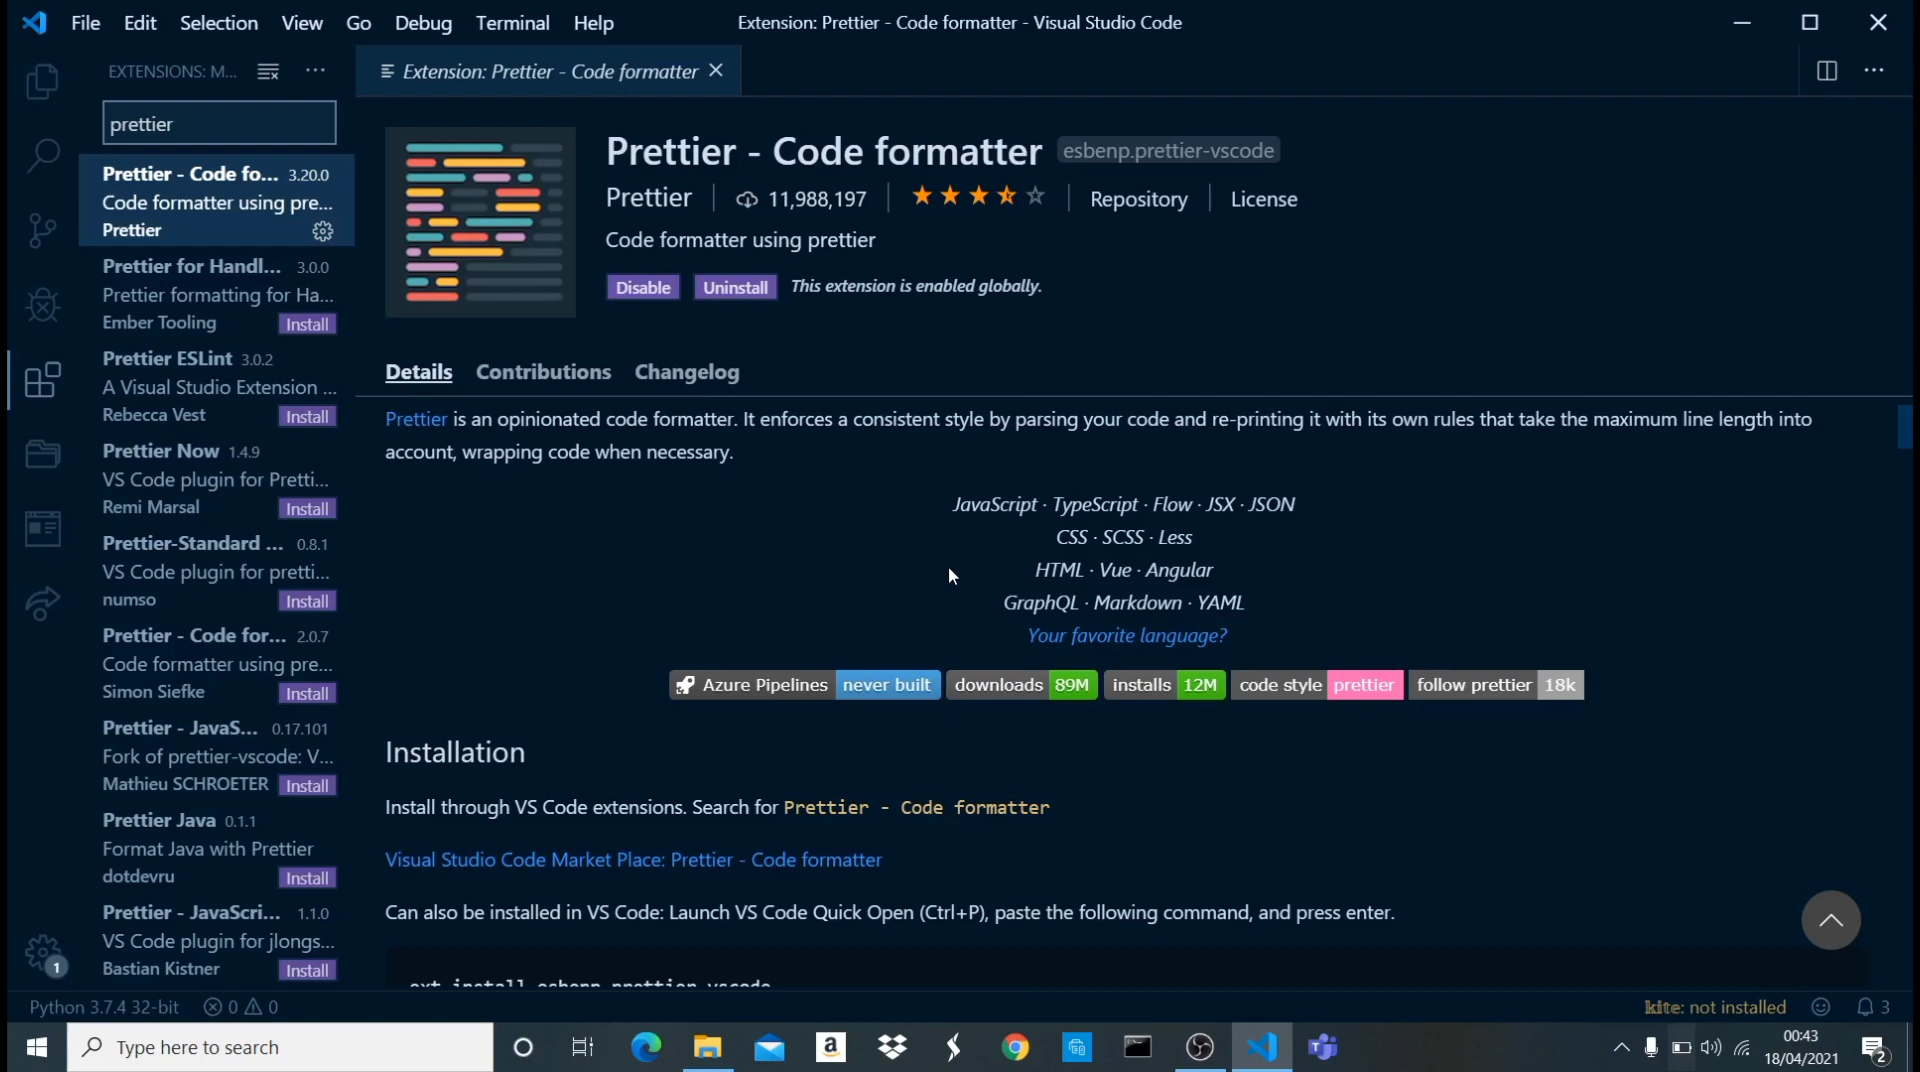 File Edit Selection View Go Debug Terminal Help
Extension: Prettier - Code formatter - Visual Studio Code
EXTENSIONS: M...
prettier
Prettier - Code fo... 3.20.0
Code formatter using pre...
Prettier
Prettier for Handl... 3.0.0
Prettier formatting for Ha...
Ember Tooling Install
Prettier ESLint 3.0.2
A Visual Studio Extension ...
Rebecca Vest Install
Prettier Now 1.4.9
VS Code plugin for Pretti...
Remi Marsal Install
Prettier-Standard ... 0.8.1
VS Code plugin for pretti...
numso Install
Prettier - Code for... 2.0.7
Code formatter using pre...
Simon Siefke Install
Prettier - JavaS... 0.17.101
Fork of prettier-vscode: V...
Mathieu SCHROETER Install
Prettier Java 0.1.1
Format Java with Prettier
dotdevru Install
Prettier - JavaScri... 1.1.0
VS Code plugin for jlongs...
Bastian Kistner Install
Extension: Prettier - Code formatter
Prettier - Code formatter esbenp.prettier-vscode
Prettier 11,988,197 Repository License
Code formatter using prettier
Disable Uninstall This extension is enabled globally.
Details Contributions Changelog
Prettier is an opinionated code formatter. It enforces a consistent style by parsing your code and re-printing it with its own rules that take the maximum line length into
account, wrapping code when necessary.
JavaScript · TypeScript · Flow · JSX · JSON
CSS · SCSS · Less
HTML · Vue · Angular
GraphQL · Markdown · YAML
Your favorite language?
Azure Pipelines never built downloads 89M installs 12M code style prettier follow prettier 18k
Installation
Install through VS Code extensions. Search for Prettier - Code formatter
Visual Studio Code Market Place: Prettier - Code formatter
Can also be installed in VS Code: Launch VS Code Quick Open (Ctrl+P), paste the following command, and press enter.
ext install esbenp.prettier-vscode
1
Python 3.7.4 32-bit 0 0
kite: not installed 3
Type here to search
a
00:43
18/04/2021
2